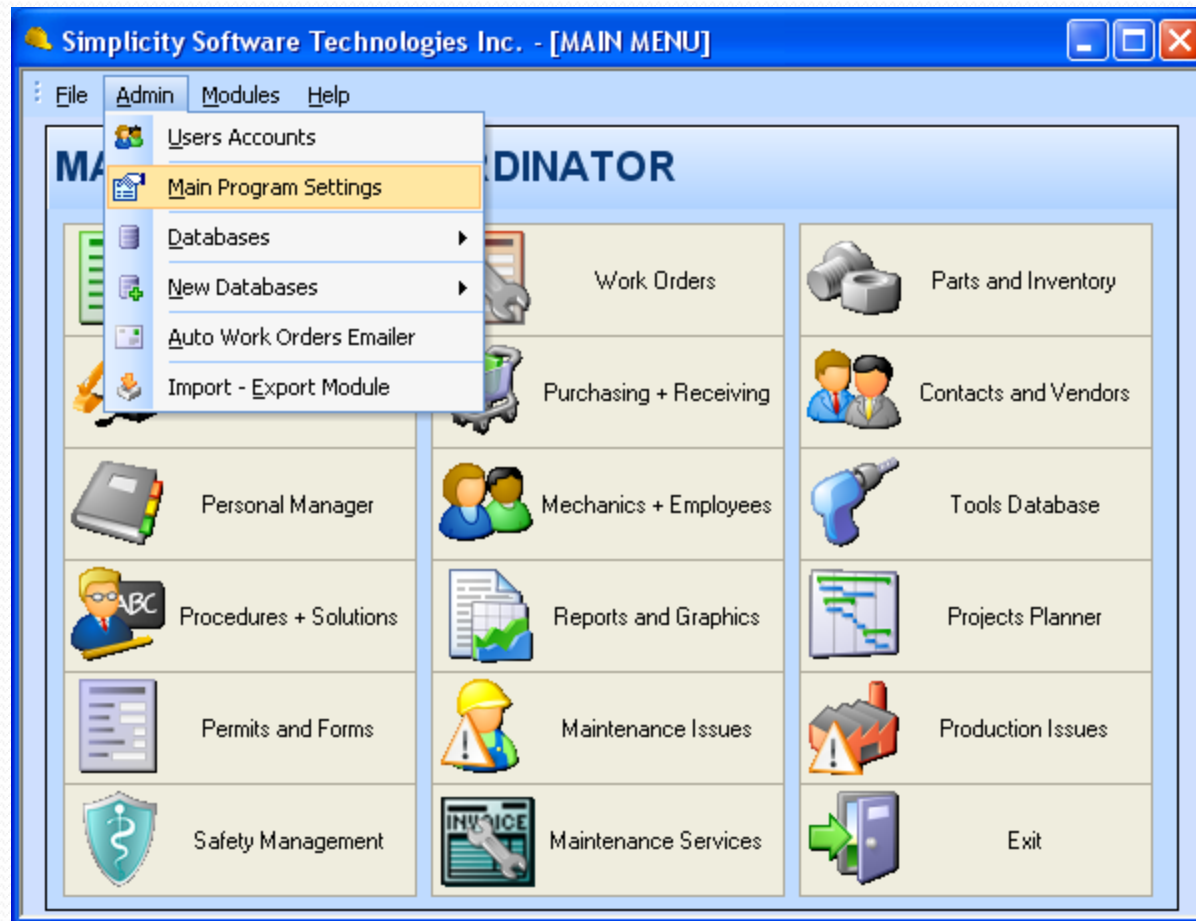 Simplicity Software Technologies Inc. - [MAIN MENU]
File Admin Modules Help
Users Accounts
Main Program Settings
Databases
New Databases
Auto Work Orders Emailer
Import - Export Module
MA RDINATOR
Work Orders
Parts and Inventory
Purchasing + Receiving
Contacts and Vendors
Personal Manager
Mechanics + Employees
Tools Database
ABC
Procedures + Solutions
Reports and Graphics
Projects Planner
Permits and Forms
Maintenance Issues
Production Issues
Safety Management
INVOICE
Maintenance Services
Exit